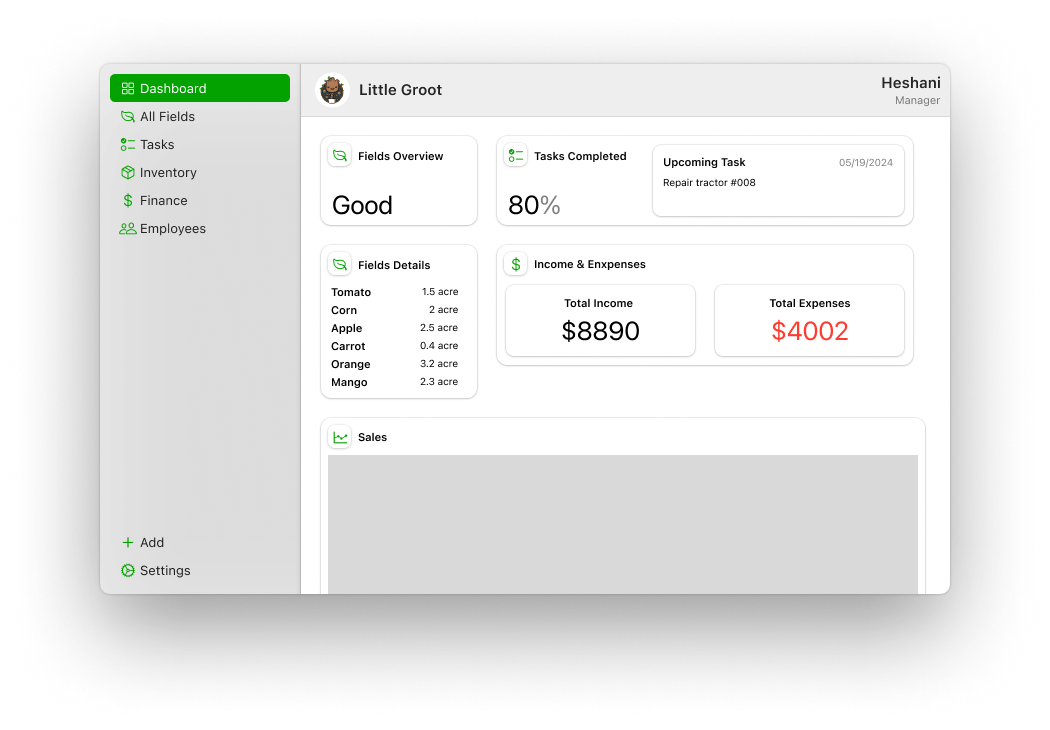 Dashboard
All Fields
Tasks
Inventory
Finance
Employees
Add
Settings
Little Groot
Heshani
Manager
Fields Overview
Good
Tasks Completed
80%
Upcoming Task 05/19/2024
Repair tractor #008
Fields Details
Tomato 1.5 acre
Corn 2 acre
Apple 2.5 acre
Carrot 0.4 acre
Orange 3.2 acre
Mango 2.3 acre
Income & Enxpenses
Total Income
$8890
Total Expenses
$4002
Sales